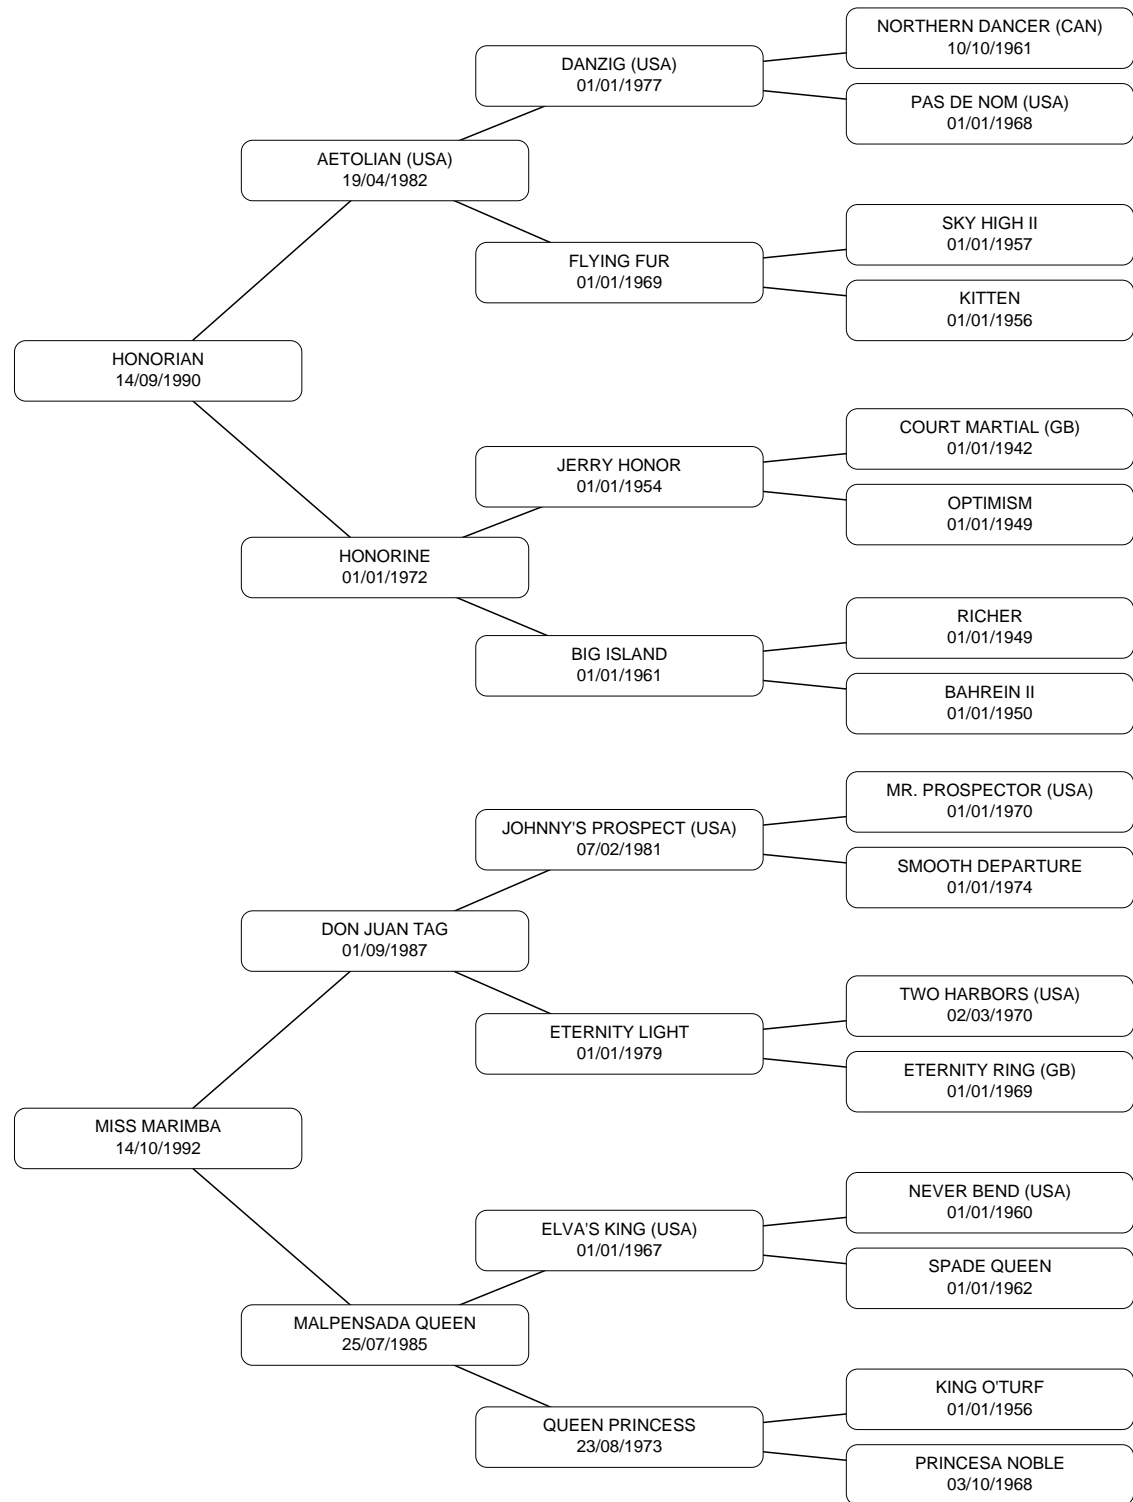 NORTHERN DANCER (CAN)
10/10/1961
DANZIG (USA)
01/01/1977
PAS DE NOM (USA)
01/01/1968
AETOLIAN (USA)
19/04/1982
SKY HIGH II
01/01/1957
FLYING FUR
01/01/1969
KITTEN
01/01/1956
HONORIAN
14/09/1990
COURT MARTIAL (GB)
01/01/1942
JERRY HONOR
01/01/1954
OPTIMISM
01/01/1949
HONORINE
01/01/1972
RICHER
01/01/1949
BIG ISLAND
01/01/1961
BAHREIN II
01/01/1950
MR. PROSPECTOR (USA)
01/01/1970
JOHNNY'S PROSPECT (USA)
07/02/1981
SMOOTH DEPARTURE
01/01/1974
DON JUAN TAG
01/09/1987
TWO HARBORS (USA)
02/03/1970
ETERNITY LIGHT
01/01/1979
ETERNITY RING (GB)
01/01/1969
MISS MARIMBA
14/10/1992
NEVER BEND (USA)
01/01/1960
ELVA'S KING (USA)
01/01/1967
SPADE QUEEN
01/01/1962
MALPENSADA QUEEN
25/07/1985
KING O'TURF
01/01/1956
QUEEN PRINCESS
23/08/1973
PRINCESA NOBLE
03/10/1968